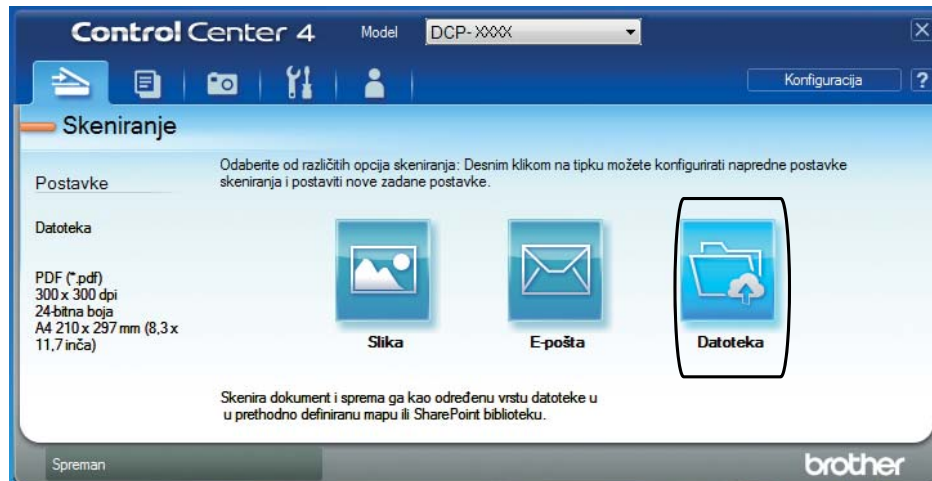 Control Center 4
Model
DCP-XXXX
Konfiguracija
?
Skeniranje
Postavke
Datoteka
PDF (*.pdf)
300 x 300 dpi
24-bitna boja
A4 210 x 297 mm (8,3 x
11,7 inča)
Odaberite od različitih opcija skeniranja: Desnim klikom na tipku možete konfigurirati napredne postavke
skeniranja i postaviti nove zadane postavke.
Slika
E-pošta
Datoteka
Skenira dokument i sprema ga kao određenu vrstu datoteke u
u prethodno definiranu mapu ili SharePoint biblioteku.
Spreman
brother